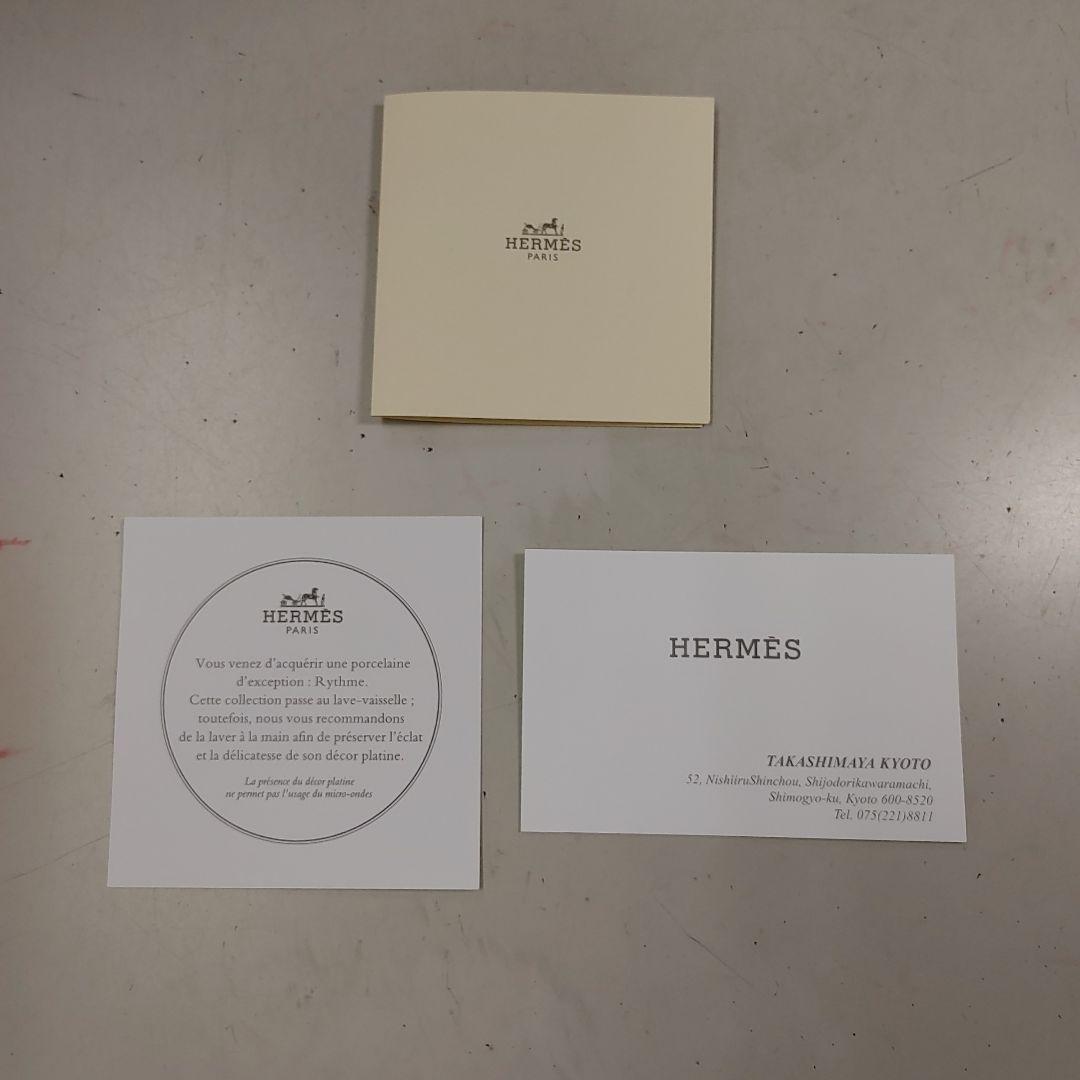 HERMÈS
PARIS
HERMÈS
PARIS
Vous venez d'acquérir une porcelaine
d'exception : Rythme.
Cette collection passe au lave-vaisselle ;
toutefois, nous vous recommandons
de la laver à la main afin de préserver l'éclat
et la délicatesse de son décor platine.
La présence du décor platine
ne permet pas l'usage du micro-ondes
HERMÈS
TAKASHIMAYA KYOTO
52, NishiiruShinchou, Shijodorikawaramachi,
Shimogyo-ku, Kyoto 600-8520
Tel. 075(221)8811